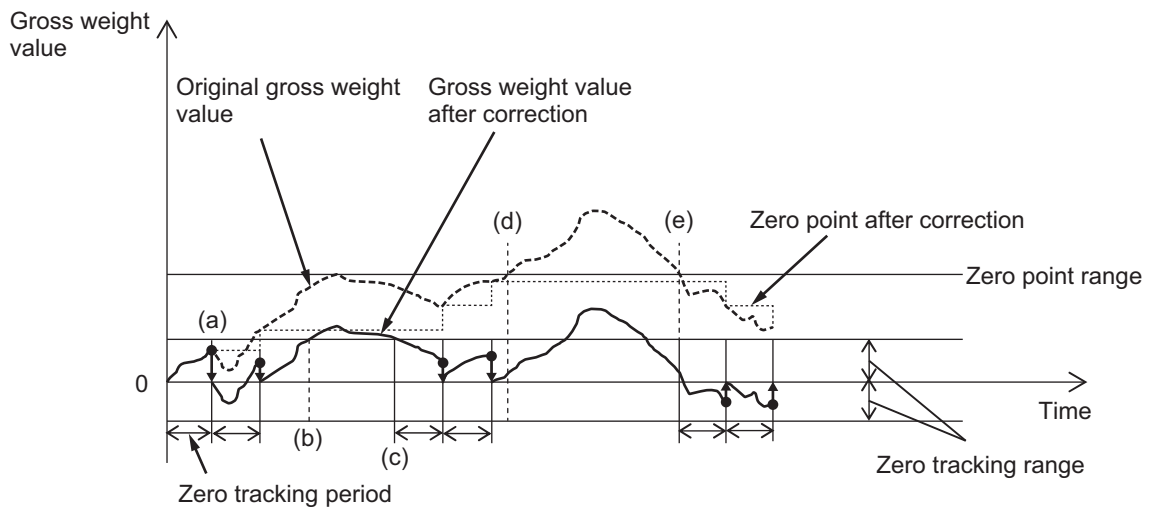 Gross weight
value
Original gross weight
value
Gross weight value
after correction
(a)
(d)
(e)
Zero point after correction
Zero point range
0
Time
(b)
(c)
Zero tracking range
Zero tracking period